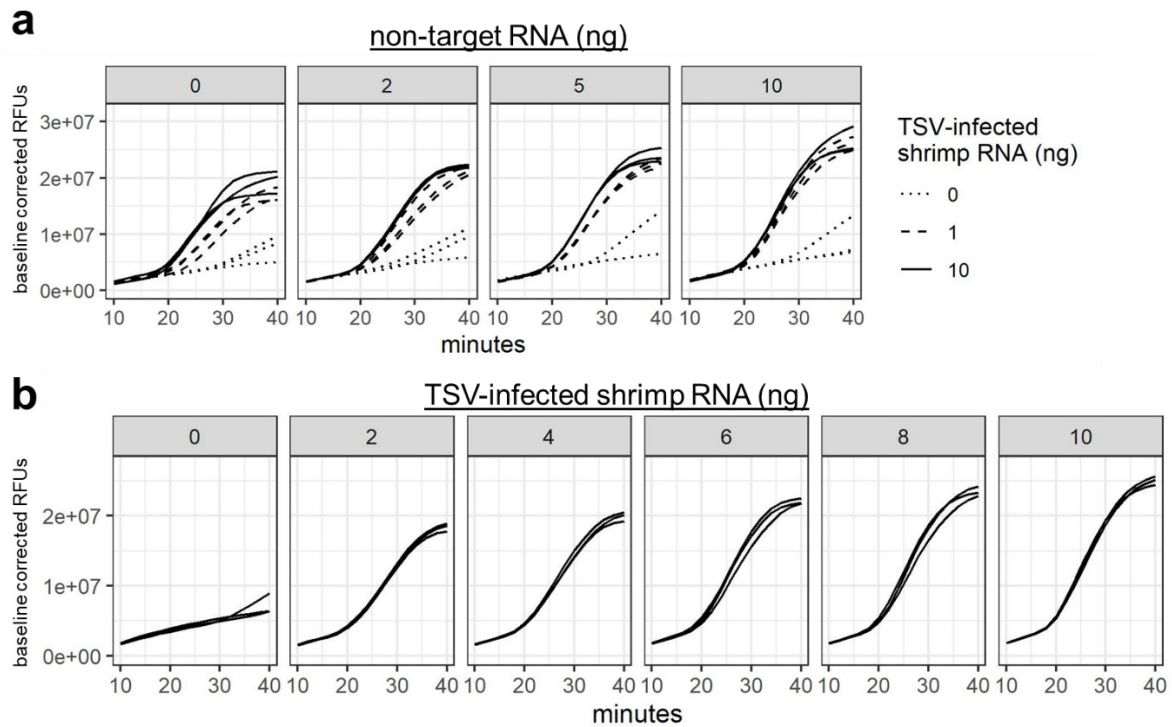 a
non-target RNA (ng)
0 2 5 10
baseline corrected RFUs
3e+07
2e+07
1e+07
0e+00
10 20 30 40 10 20 30 40 10 20 30 40 10 20 30 40
minutes
TSV-infected
shrimp RNA (ng)
0
1
10
b
TSV-infected shrimp RNA (ng)
0 2 4 6 8 10
baseline corrected RFUs
2e+07
1e+07
0e+00
10 20 30 40 10 20 30 40 10 20 30 40 10 20 30 40 10 20 30 40 10 20 30 40
minutes